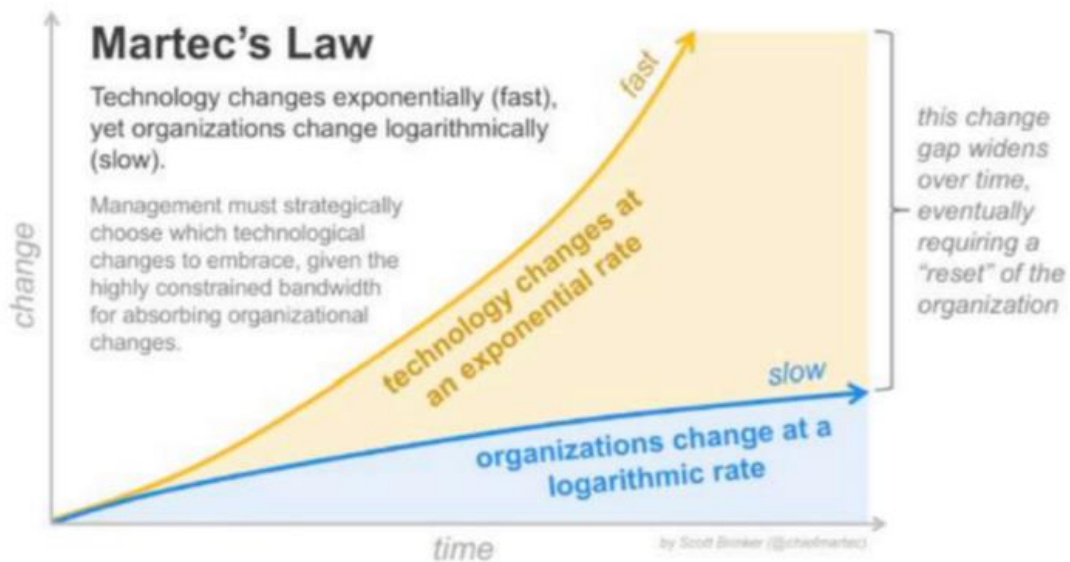 Martec's Law
Technology changes exponentially (fast),
yet organizations change logarithmically
(slow).
Management must strategically
choose which technological
changes to embrace, given the
highly constrained bandwidth
for absorbing organizational
changes.
fast
technology changes at
an exponential rate
this change
gap widens
over time,
eventually
requiring a
"reset" of the
organization
slow
organizations change at a
logarithmic rate
change
time
by Scott Brinker (@chiefmartec)